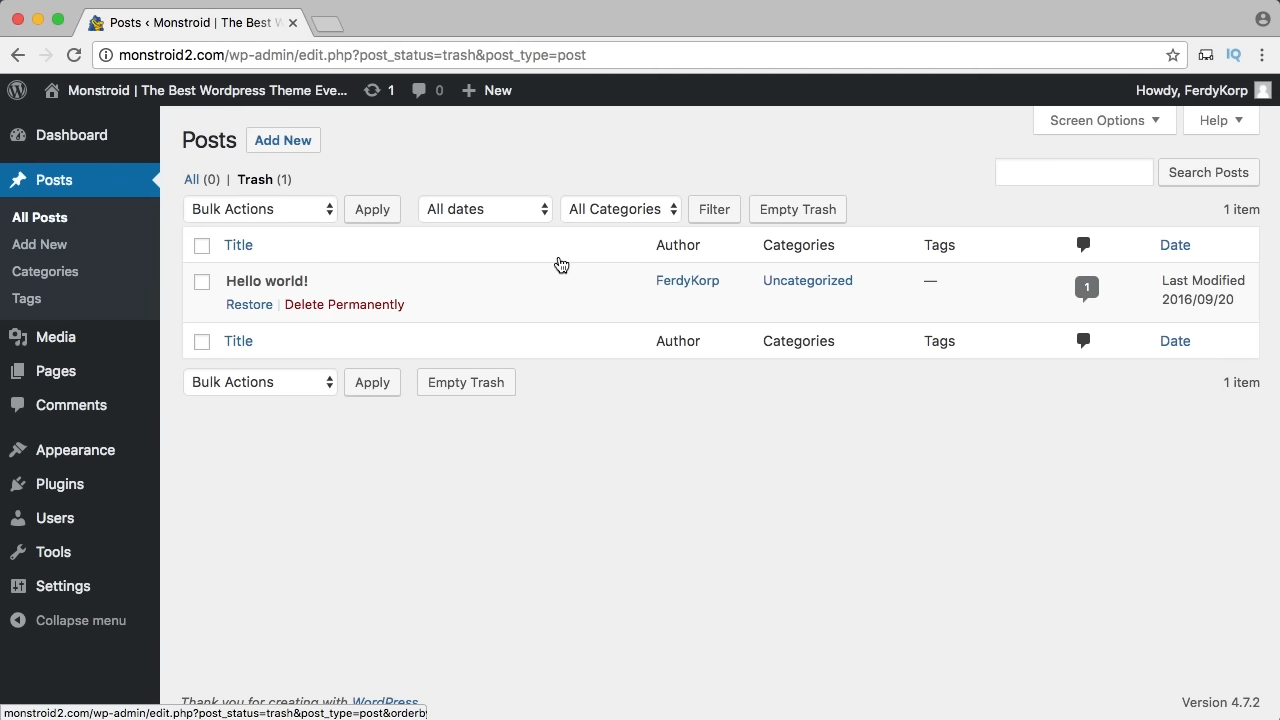 Posts ‹ Monstroid | The Best W
monstroid2.com/wp-admin/edit.php?post_status=trash&post_type=post
Monstroid | The Best Wordpress Theme Eve... 1 0 New Howdy, FerdyKorp
Screen Options Help
Dashboard
Posts
All Posts
Add New
Categories
Tags
Media
Pages
Comments
Appearance
Plugins
Users
Tools
Settings
Collapse menu
Posts Add New
All (0) | Trash (1)
Search Posts
Bulk Actions Apply All dates All Categories Filter Empty Trash 1 item
Title Author Categories Tags Date
Hello world! FerdyKorp Uncategorized — 1 Last Modified
Restore | Delete Permanently 2016/09/20
Title Author Categories Tags Date
Bulk Actions Apply Empty Trash 1 item
Thank you for creating with WordPress Version 4.7.2
monstroid2.com/wp-admin/edit.php?post_status=trash&post_type=post&orderb